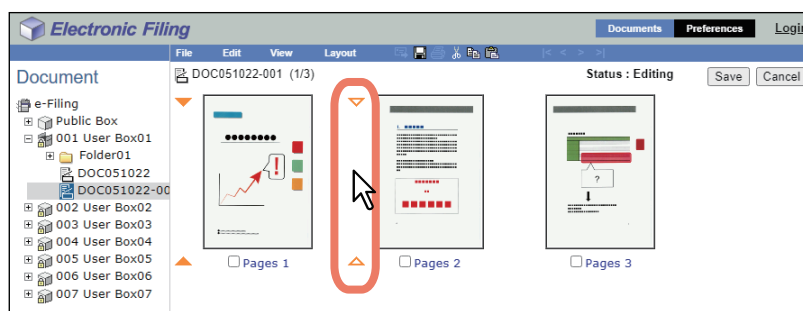 Electronic Filing
Documents Preferences Login
File Edit View Layout |< < > >|
Document
DOC051022-001 (1/3) Status : Editing Save Cancel
e-Filing
Public Box
001 User Box01
Folder01
DOC051022
DOC051022-00
002 User Box02
003 User Box03
004 User Box04
005 User Box05
006 User Box06
007 User Box07
!
?
Pages 1 Pages 2 Pages 3